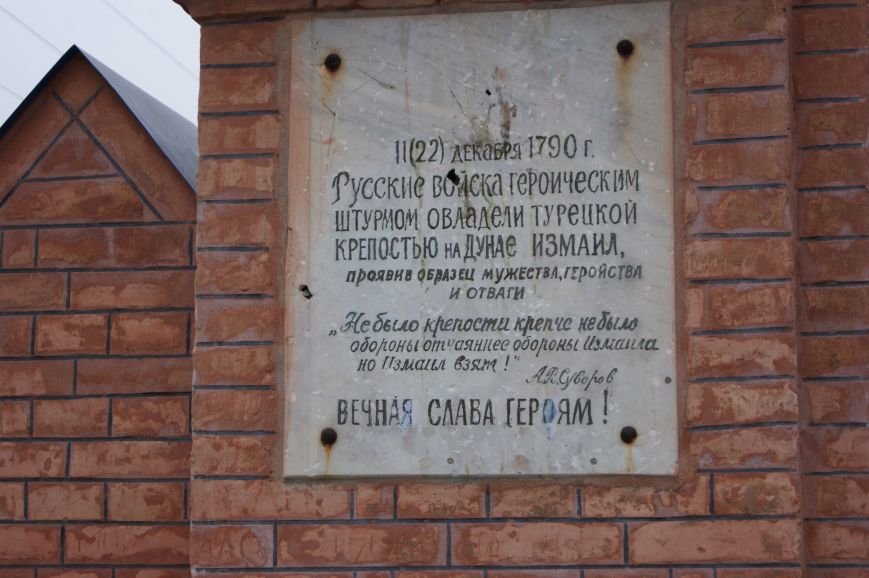 11(22) декабря 1790 г.
Русские войска героическим
штурмом овладели турецкой
крепостью на Дунае Измаил,
проявив образец мужества, геройства
и отваги
„Не было крепости крепче не было
обороны отчаяннее обороны Измаила
но Измаил взят!"
А.В.Суворов
Вечная слава героям!